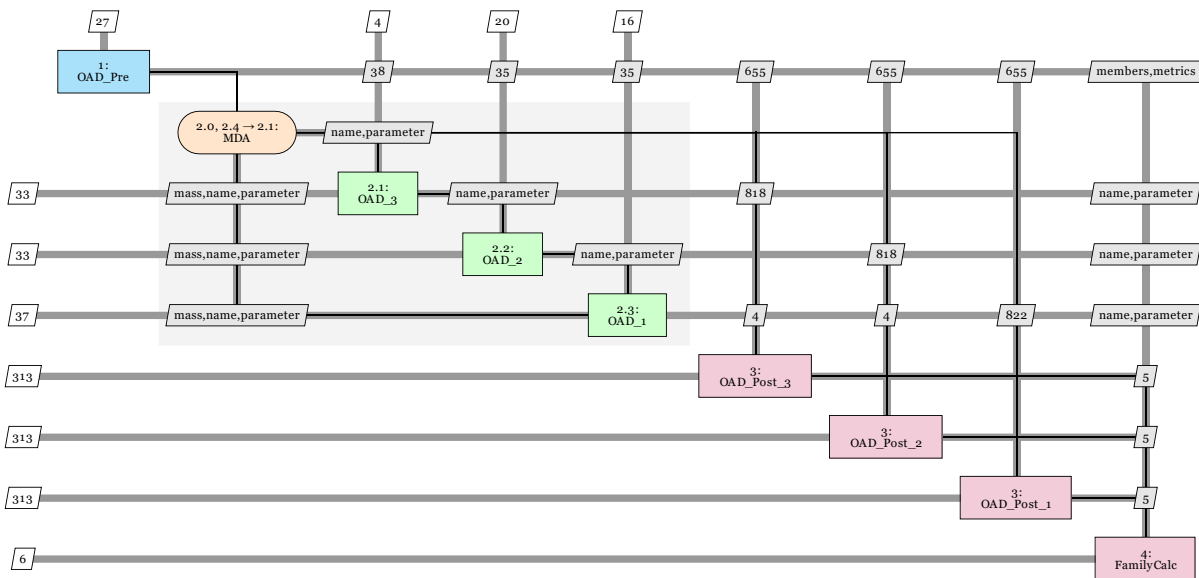 27
4
20
16
1:
OAD_Pre
38
35
35
655
655
655
members,metrics
2.0, 2.4 → 2.1:
MDA
name,parameter
33
mass,name,parameter
2.1:
OAD_3
name,parameter
818
name,parameter
33
mass,name,parameter
2.2:
OAD_2
name,parameter
818
name,parameter
37
mass,name,parameter
2.3:
OAD_1
4
4
822
name,parameter
313
3:
OAD_Post_3
5
313
3:
OAD_Post_2
5
313
3:
OAD_Post_1
5
6
4:
FamilyCalc